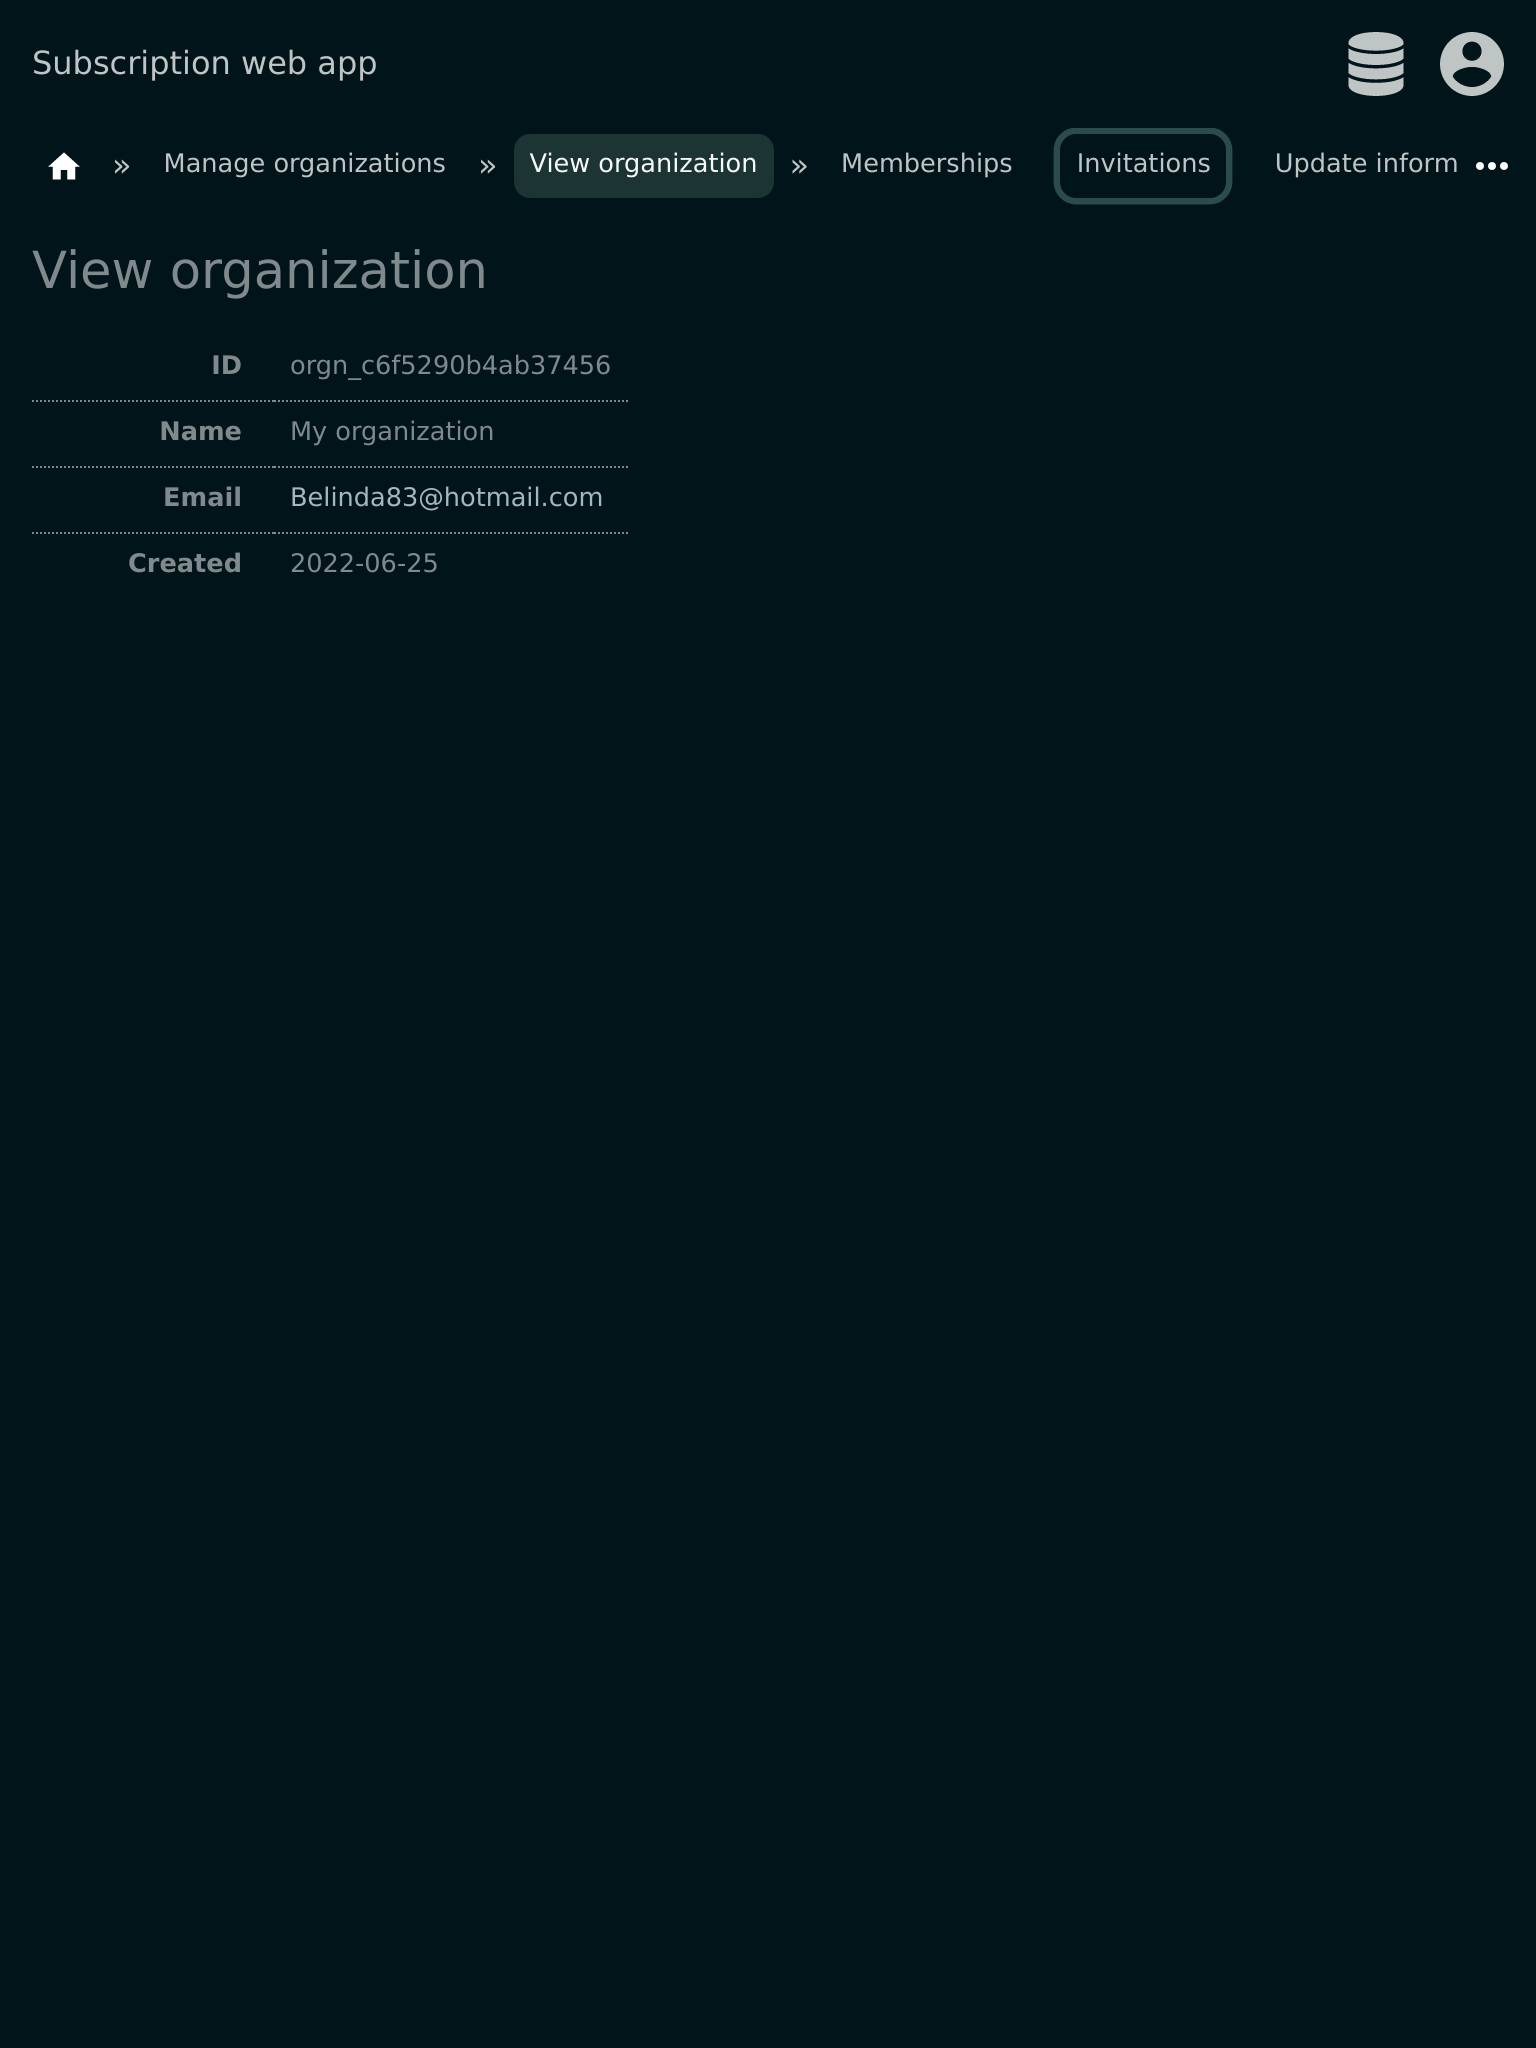 Subscription web app
» Manage organizations » View organization » Memberships Invitations Update inform
View organization
ID orgn_c6f5290b4ab37456
Name My organization
Email Belinda83@hotmail.com
Created 2022-06-25